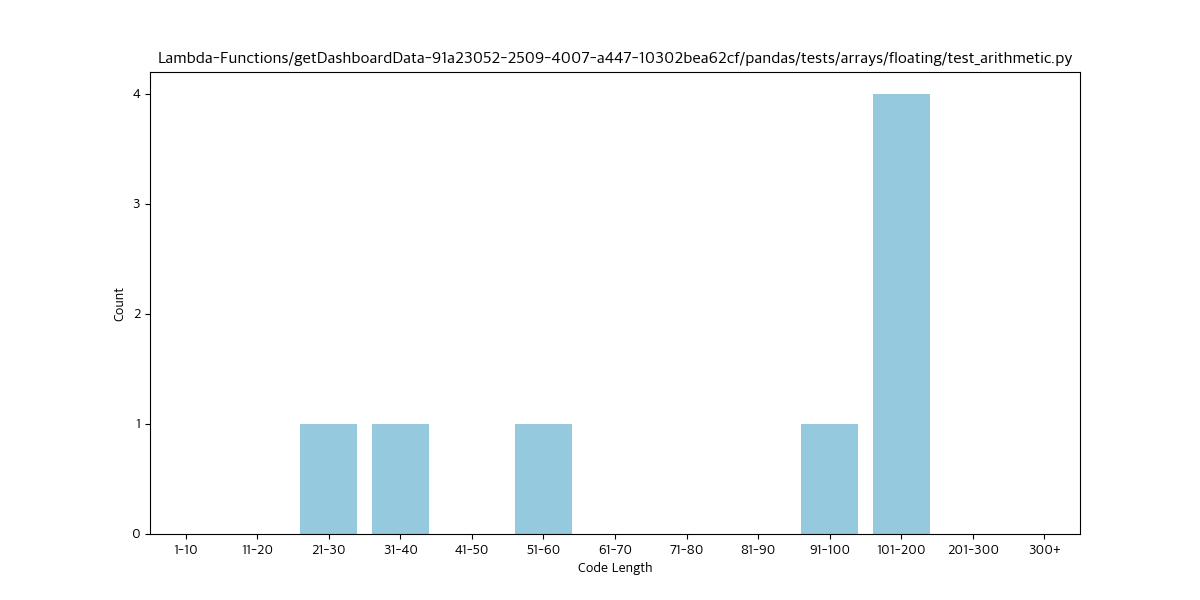 Lambda-Functions/getDashboardData-91a23052-2509-4007-a447-10302bea62cf/pandas/tests/arrays/floating/test_arithmetic.py
4
3
2
1
0
Count
1-10 11-20 21-30 31-40 41-50 51-60 61-70 71-80 81-90 91-100 101-200 201-300 300+
Code Length